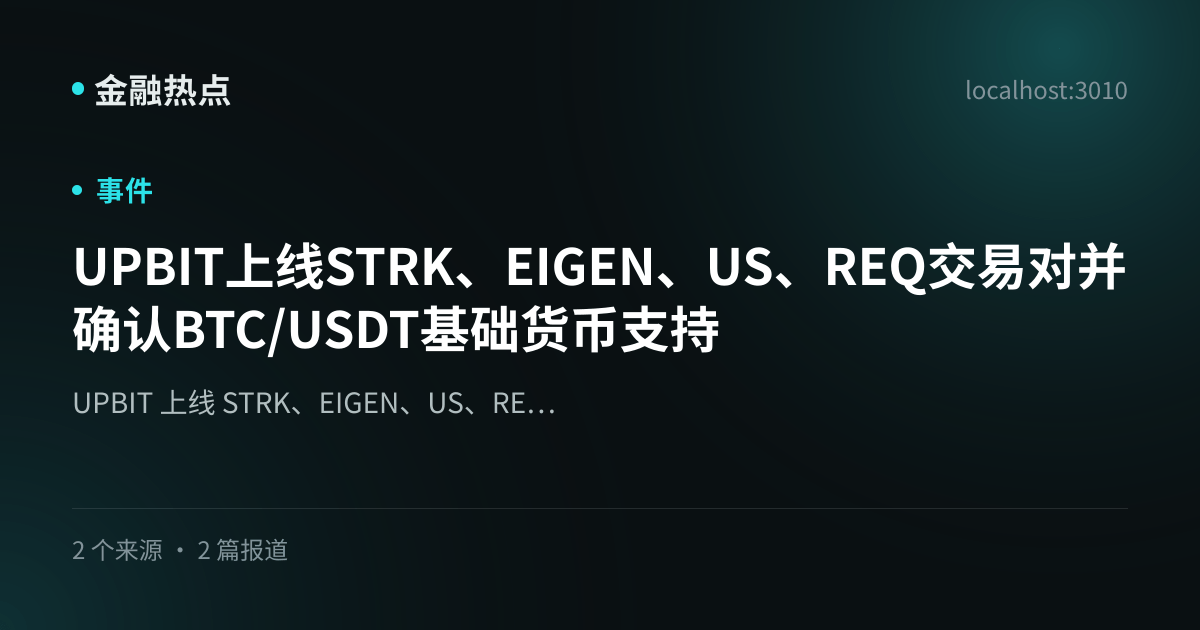 金融热点
localhost:3010
事件
UPBIT上线STRK、EIGEN、US、REQ交易对并
确认BTC/USDT基础货币支持
UPBIT 上线 STRK、EIGEN、US、RE…
2 个来源 · 2 篇报道